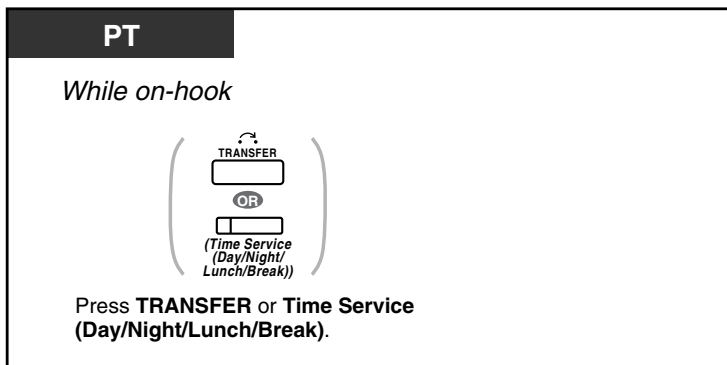 PT
While on-hook
TRANSFER
OR
(Time Service
(Day/Night/
Lunch/Break))
Press TRANSFER or Time Service
(Day/Night/Lunch/Break).